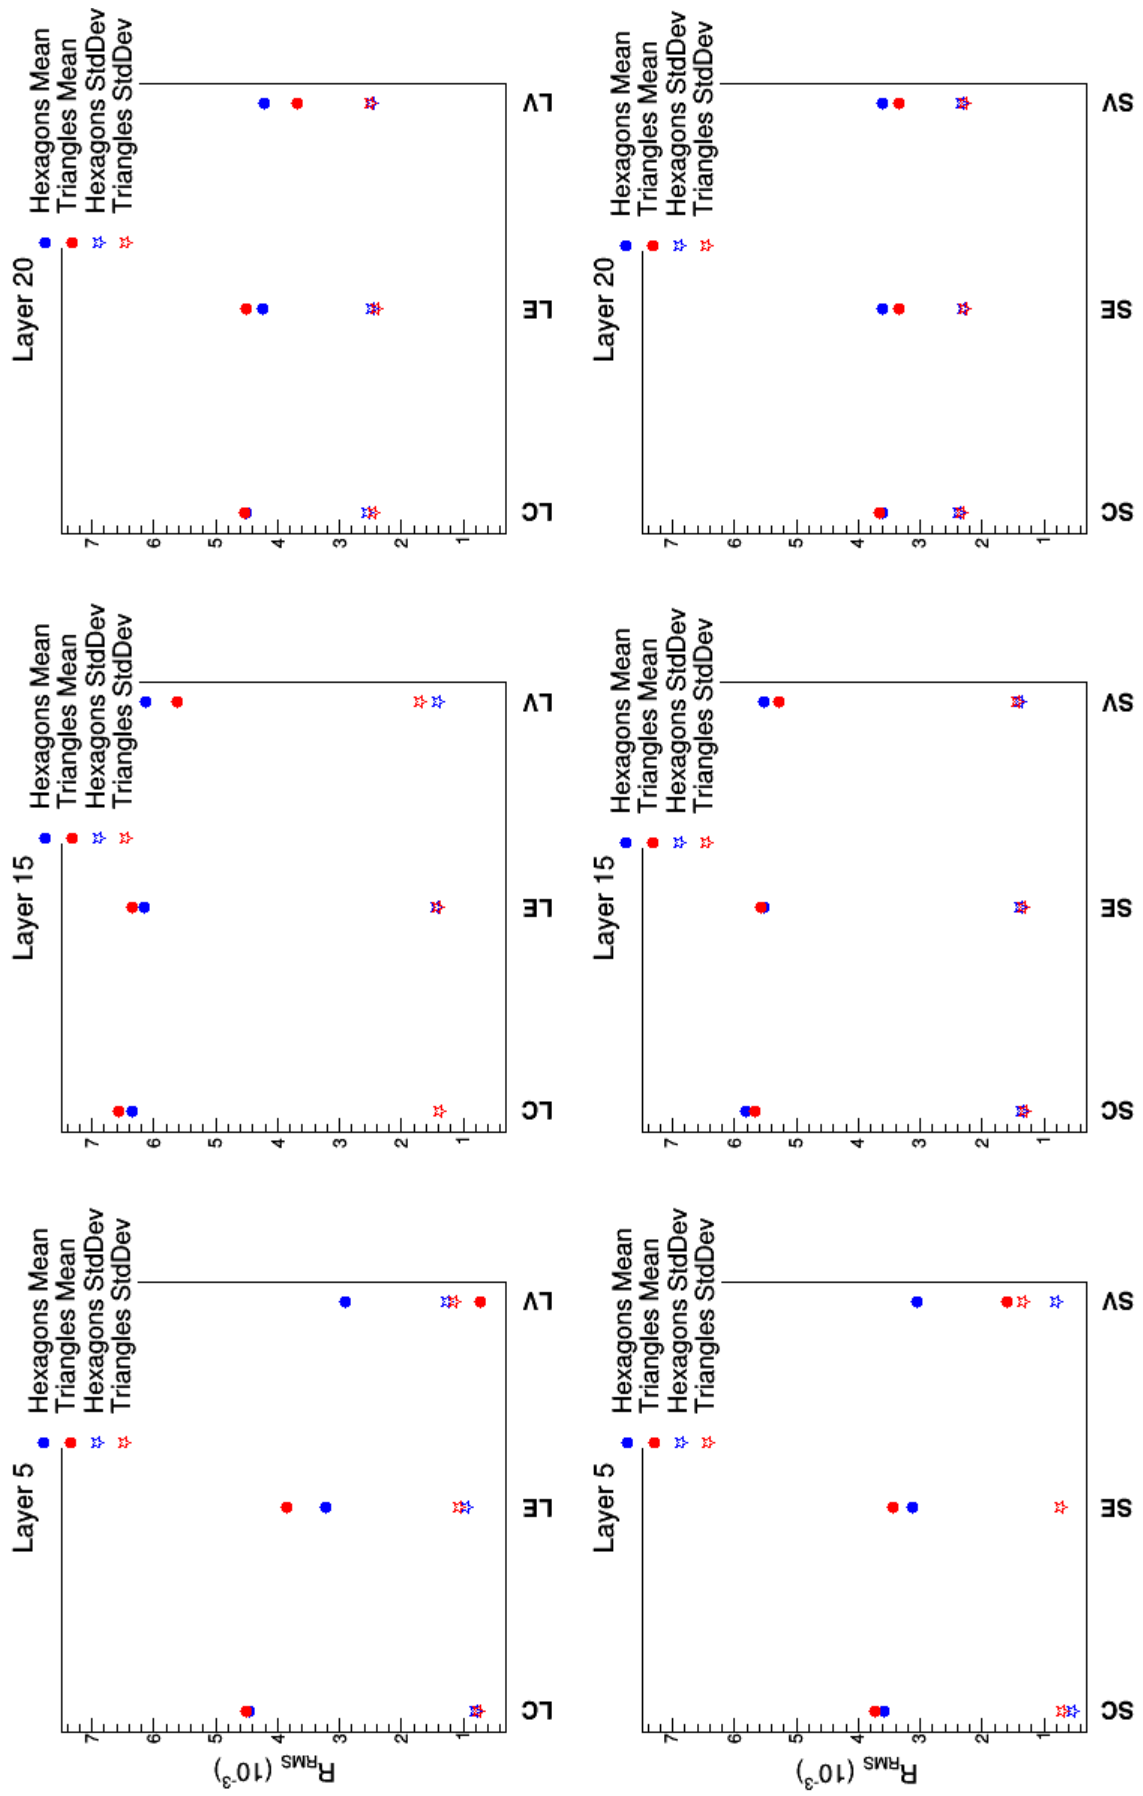 Layer 5
Hexagons Mean
Triangles Mean
Hexagons StdDev
Triangles StdDev
R_RMS (10^-3)
7
6
5
4
3
2
1
LC
LE
LV
Layer 15
Hexagons Mean
Triangles Mean
Hexagons StdDev
Triangles StdDev
7
6
5
4
3
2
1
LC
LE
LV
Layer 20
Hexagons Mean
Triangles Mean
Hexagons StdDev
Triangles StdDev
7
6
5
4
3
2
1
LC
LE
LV
Layer 5
Hexagons Mean
Triangles Mean
Hexagons StdDev
Triangles StdDev
R_RMS (10^-3)
7
6
5
4
3
2
1
SC
SE
SV
Layer 15
Hexagons Mean
Triangles Mean
Hexagons StdDev
Triangles StdDev
7
6
5
4
3
2
1
SC
SE
SV
Layer 20
Hexagons Mean
Triangles Mean
Hexagons StdDev
Triangles StdDev
7
6
5
4
3
2
1
SC
SE
SV